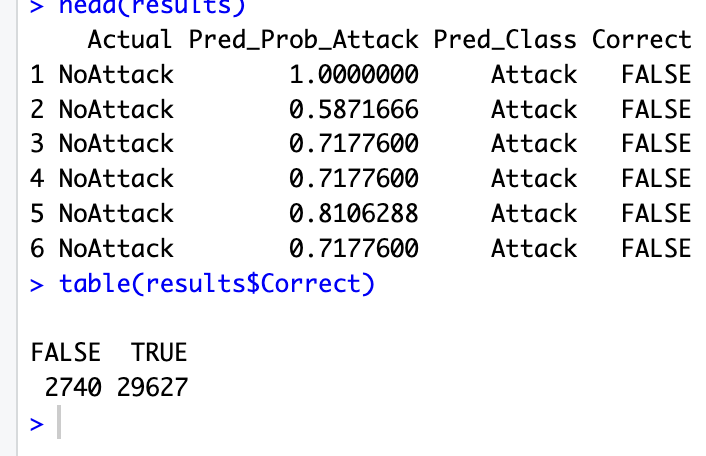 > head(results)
Actual Pred_Prob_Attack Pred_Class Correct
1 NoAttack 1.0000000 Attack FALSE
2 NoAttack 0.5871666 Attack FALSE
3 NoAttack 0.7177600 Attack FALSE
4 NoAttack 0.7177600 Attack FALSE
5 NoAttack 0.8106288 Attack FALSE
6 NoAttack 0.7177600 Attack FALSE
> table(results$Correct)
FALSE TRUE
2740 29627
>